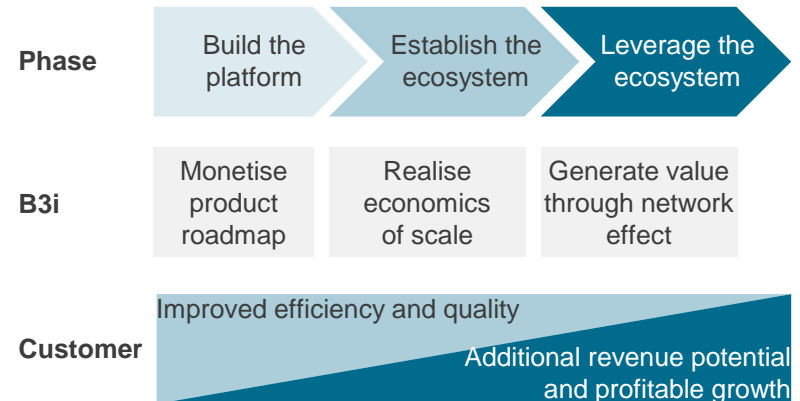 Phase
Build the
platform
Establish the
ecosystem
Leverage the
ecosystem
B3i
Monetise
product
roadmap
Realise
economics
of scale
Generate value
through network
effect
Customer
Improved efficiency and quality
Additional revenue potential
and profitable growth